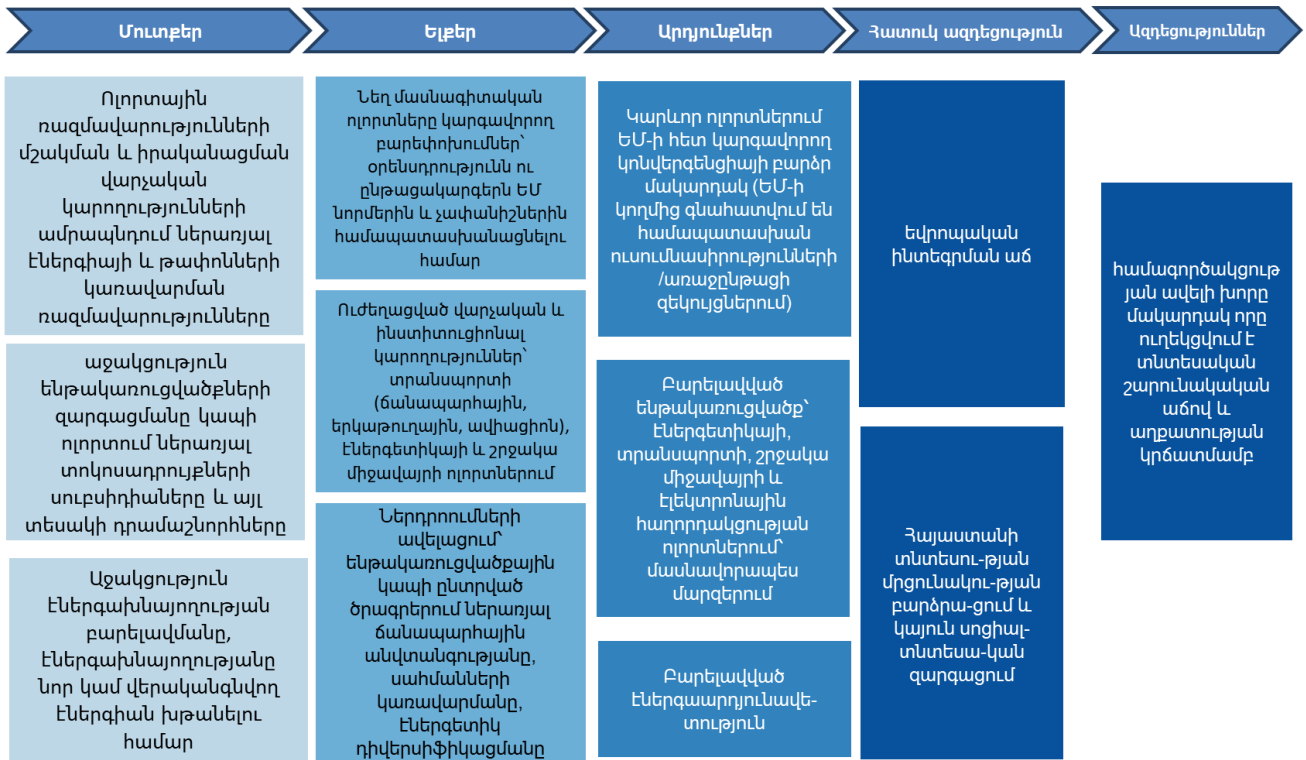 Մուտքեր
Ելքեր
Արդյունքներ
Հատուկ ազդեցություն
Ազդեցություններ
Ոլորտային
ռազմավարությունների
մշակման և իրականացման
վարչական
կարողությունների
ամրապնդում ներառյալ
էներգիայի և թափոնների
կառավարման
ռազմավարությունները
աջակցություն
ենթակառուցվածքների
զարգացմանը կապի
ոլորտում ներառյալ
տոկոսադրույքների
սուբսիդիաները և այլ
տեսակի դրամաշնորհները
Աջակցություն
էներգախնայողության
բարելավմանը,
էներգախնայողությանը
նոր կամ վերականգնվող
էներգիան խթանելու
համար
Նեղ մասնագիտական
ոլորտները կարգավորող
բարեփոխումներ՝
օրենսդրությունն ու
ընթացակարգերն ԵՄ
նորմերին և չափանիշներին
համապատասխանացնելու
համար
Ուժեղացված վարչական և
ինստիտուցիոնալ
կարողություններ՝
տրանսպորտի
(ճանապարհային,
երկաթուղային, ավիացիոն),
էներգետիկայի և շրջակա
միջավայրի ոլորտներում
Ներդրումների
ավելացում՝
ենթակառուցվածքային
կապի ընտրված
ծրագրերում ներառյալ
ճանապարհային
անվտանգությանը,
սահմանների
կառավարմանը,
էներգետիկ
դիվերսիֆիկացմանը
Կարևոր ոլորտներում
ԵՄ-ի հետ կարգավորող
կոնվերգենցիայի բարձր
մակարդակ (ԵՄ-ի
կողմից գնահատվում են
համապատասխան
ուսումնասիրությունների
/առաջընթացի
զեկույցներում)
Բարելավված
ենթակառուցվածք՝
էներգետիկայի,
տրանսպորտի, շրջակա
միջավայրի և
էլեկտրոնային
հաղորդակցության
ոլորտներում՝
մասնավորապես
մարզերում
Բարելավված
էներգաարդյունավե-
տություն
եվրոպական
ինտեգրման աճ
Հայաստանի
տնտեսու-թյան
մրցունակու-թյան
բարձրա-ցում և
կայուն սոցիալ-
տնտեսա-կան
զարգացում
համագործակցութ
յան ավելի խորը
մակարդակ որը
ուղեկցվում է
տնտեսական
շարունակական
աճով և
աղքատության
կրճատմամբ